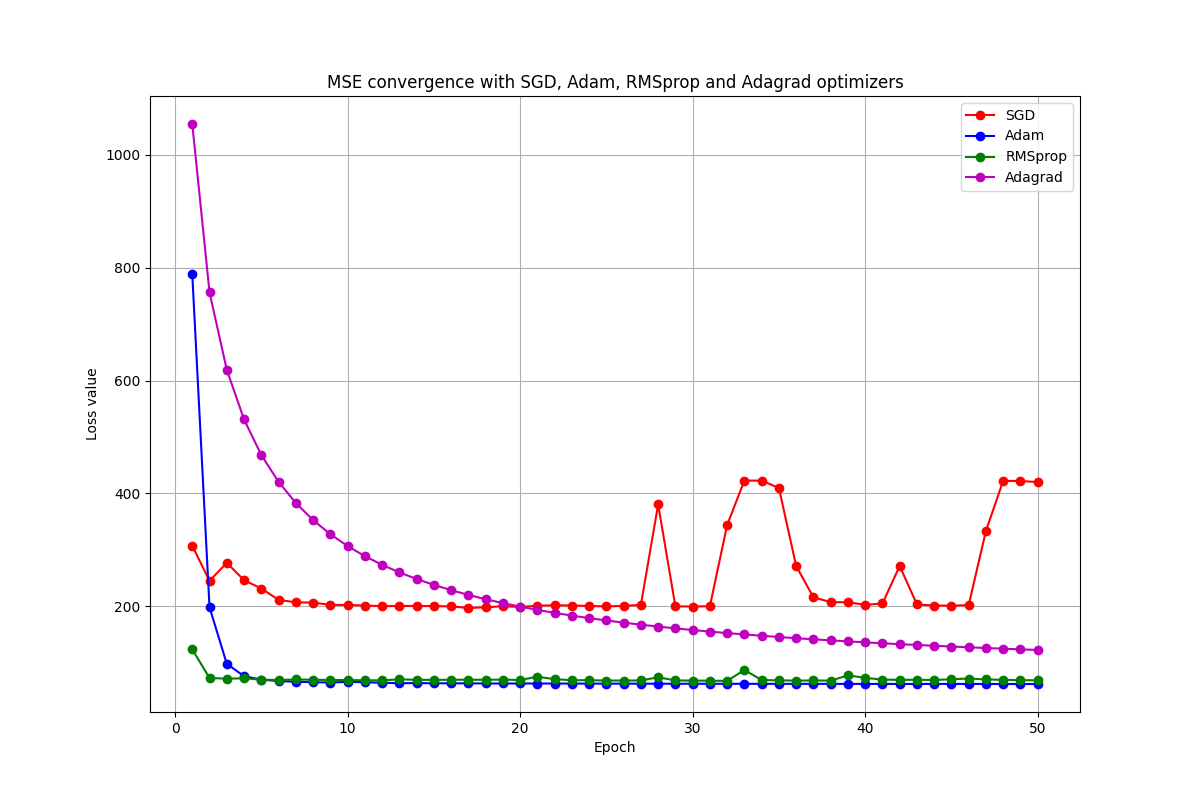 MSE convergence with SGD, Adam, RMSprop and Adagrad optimizers
SGD
Adam
RMSprop
Adagrad
Loss value
1000
800
600
400
200
0
10
20
30
40
50
Epoch